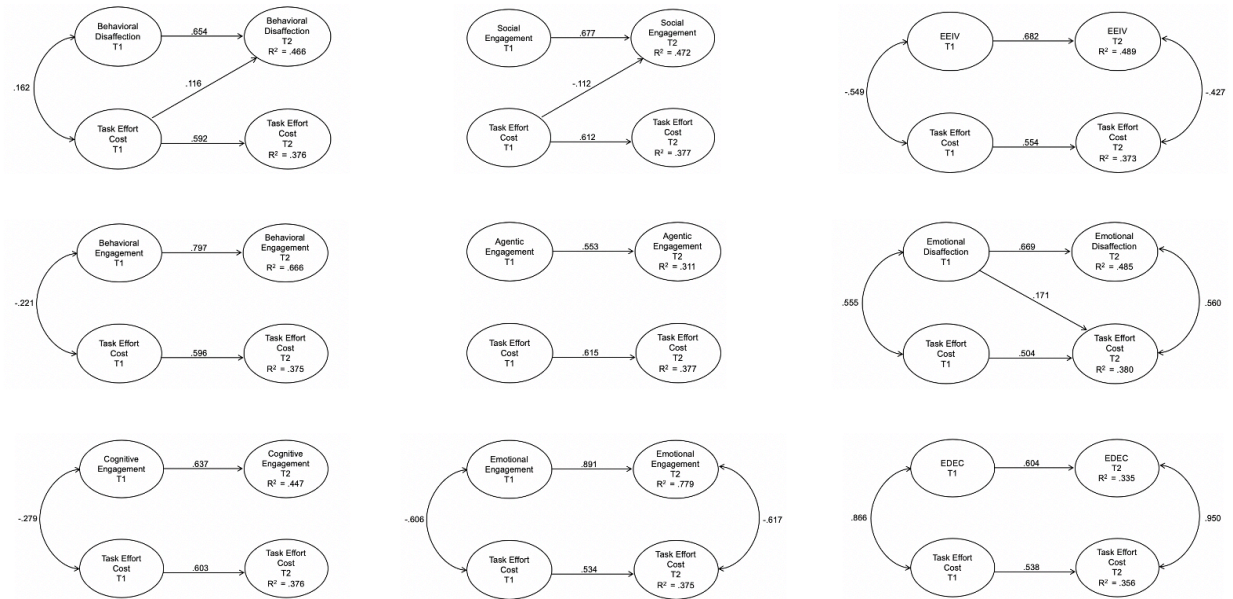 Behavioral
Disaffection
T1
.654
Behavioral
Disaffection
T2
R² = .466
.162
.116
Task Effort
Cost
T1
.592
Task Effort
Cost
T2
R² = .376
Social
Engagement
T1
.677
Social
Engagement
T2
R² = .472
-.112
Task Effort
Cost
T1
.612
Task Effort
Cost
T2
R² = .377
EEIV
T1
.682
EEIV
T2
R² = .489
-.549
-.427
Task Effort
Cost
T1
.554
Task Effort
Cost
T2
R² = .373
Behavioral
Engagement
T1
.797
Behavioral
Engagement
T2
R² = .666
-.221
Task Effort
Cost
T1
.596
Task Effort
Cost
T2
R² = .375
Agentic
Engagement
T1
.553
Agentic
Engagement
T2
R² = .311
Task Effort
Cost
T1
.615
Task Effort
Cost
T2
R² = .377
Emotional
Disaffection
T1
.669
Emotional
Disaffection
T2
R² = .485
.555
.171
.560
Task Effort
Cost
T1
.504
Task Effort
Cost
T2
R² = .380
Cognitive
Engagement
T1
.637
Cognitive
Engagement
T2
R² = .447
-.279
Task Effort
Cost
T1
.603
Task Effort
Cost
T2
R² = .376
Emotional
Engagement
T1
.891
Emotional
Engagement
T2
R² = .779
-.606
-.617
Task Effort
Cost
T1
.534
Task Effort
Cost
T2
R² = .375
EDEC
T1
.604
EDEC
T2
R² = .335
.866
.950
Task Effort
Cost
T1
.538
Task Effort
Cost
T2
R² = .356